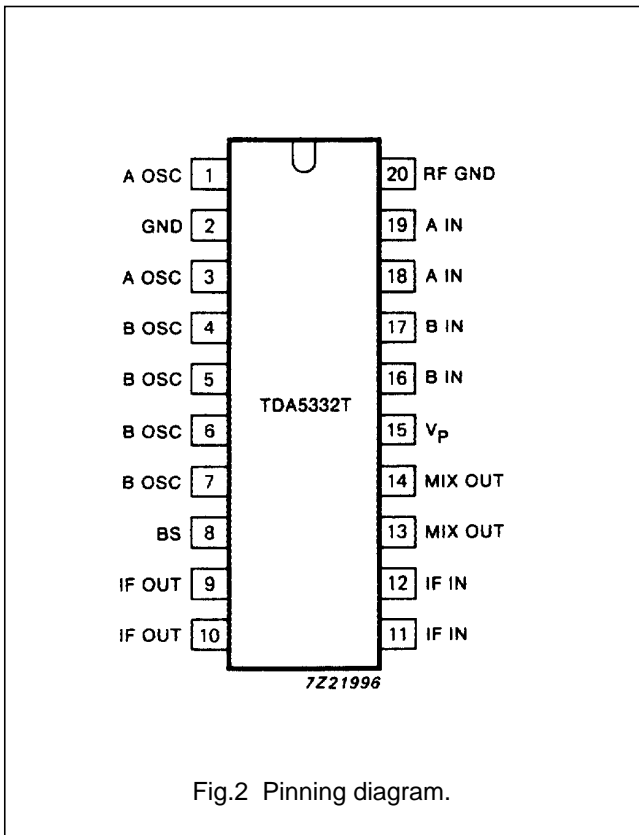 A OSC 1 20 RF GND
GND 2 19 A IN
A OSC 3 18 A IN
B OSC 4 17 B IN
B OSC 5 16 B IN
TDA5332T
B OSC 6 15 VP
B OSC 7 14 MIX OUT
BS 8 13 MIX OUT
IF OUT 9 12 IF IN
IF OUT 10 11 IF IN
7Z21996
Fig.2 Pinning diagram.